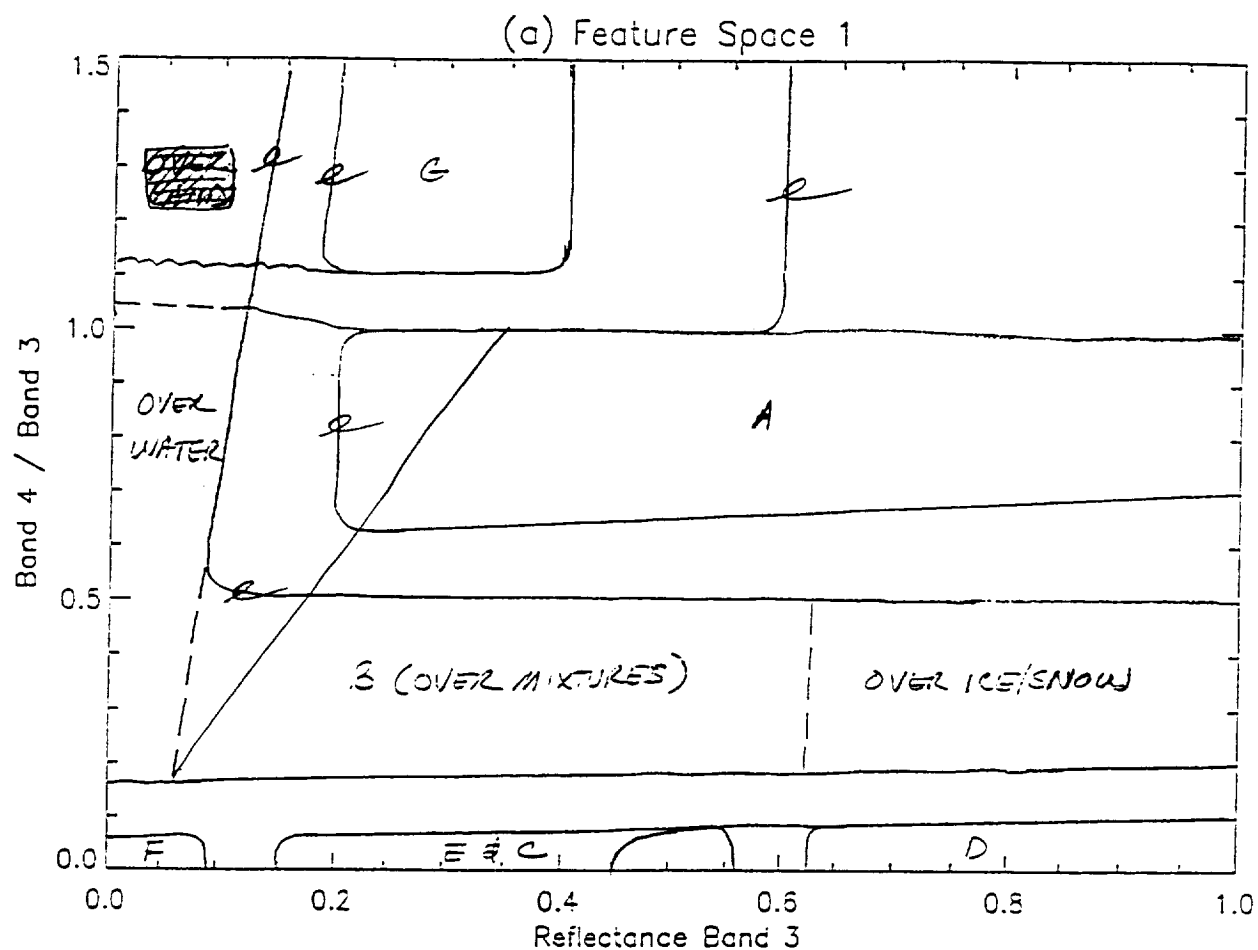 (a) Feature Space 1
1.5
1.0
0.5
0.0
Band 4 / Band 3
G
OVER
WATER
A
B (OVER MIXTURES)
OVER ICE/SNOW
F
E & C
D
0.0 0.2 0.4 0.6 0.8 1.0
Reflectance Band 3